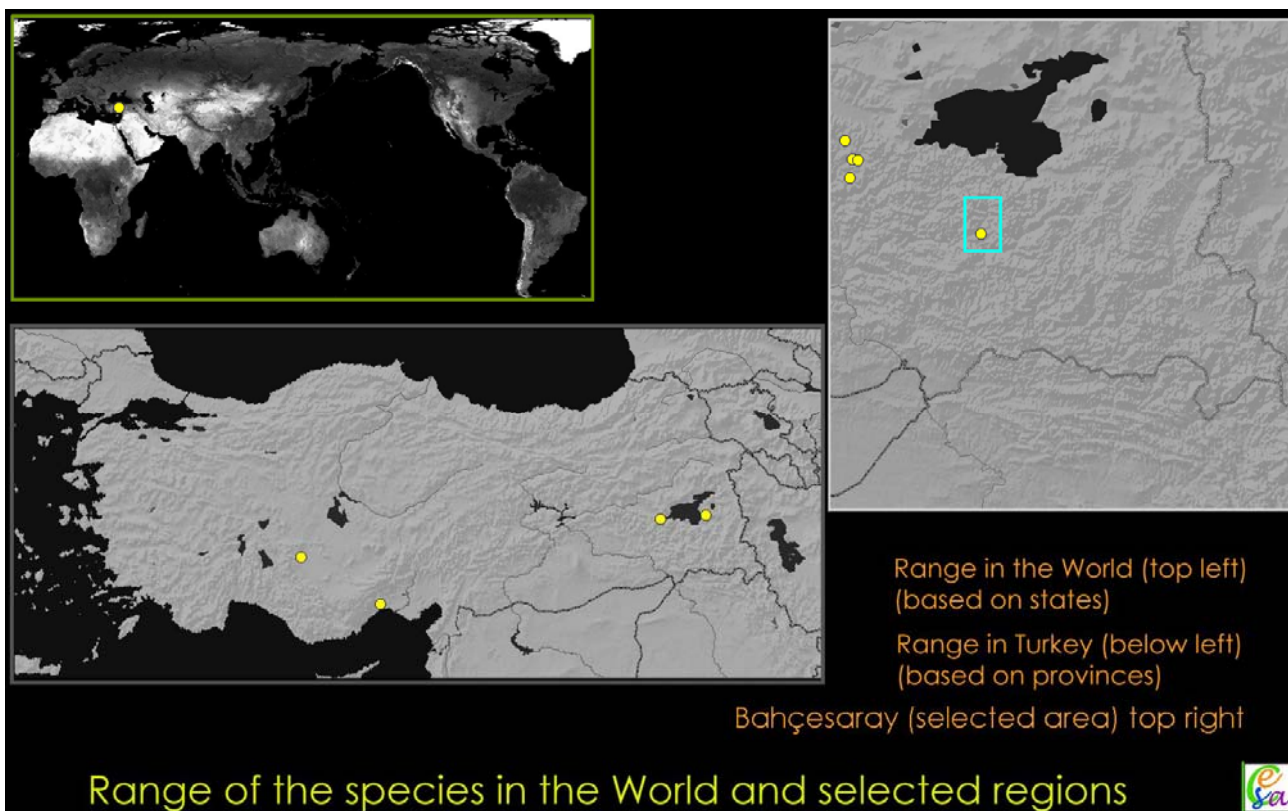 Range in the World (top left)
(based on states)
Range in Turkey (below left)
(based on provinces)
Bahçesaray (selected area) top right
Range of the species in the World and selected regions